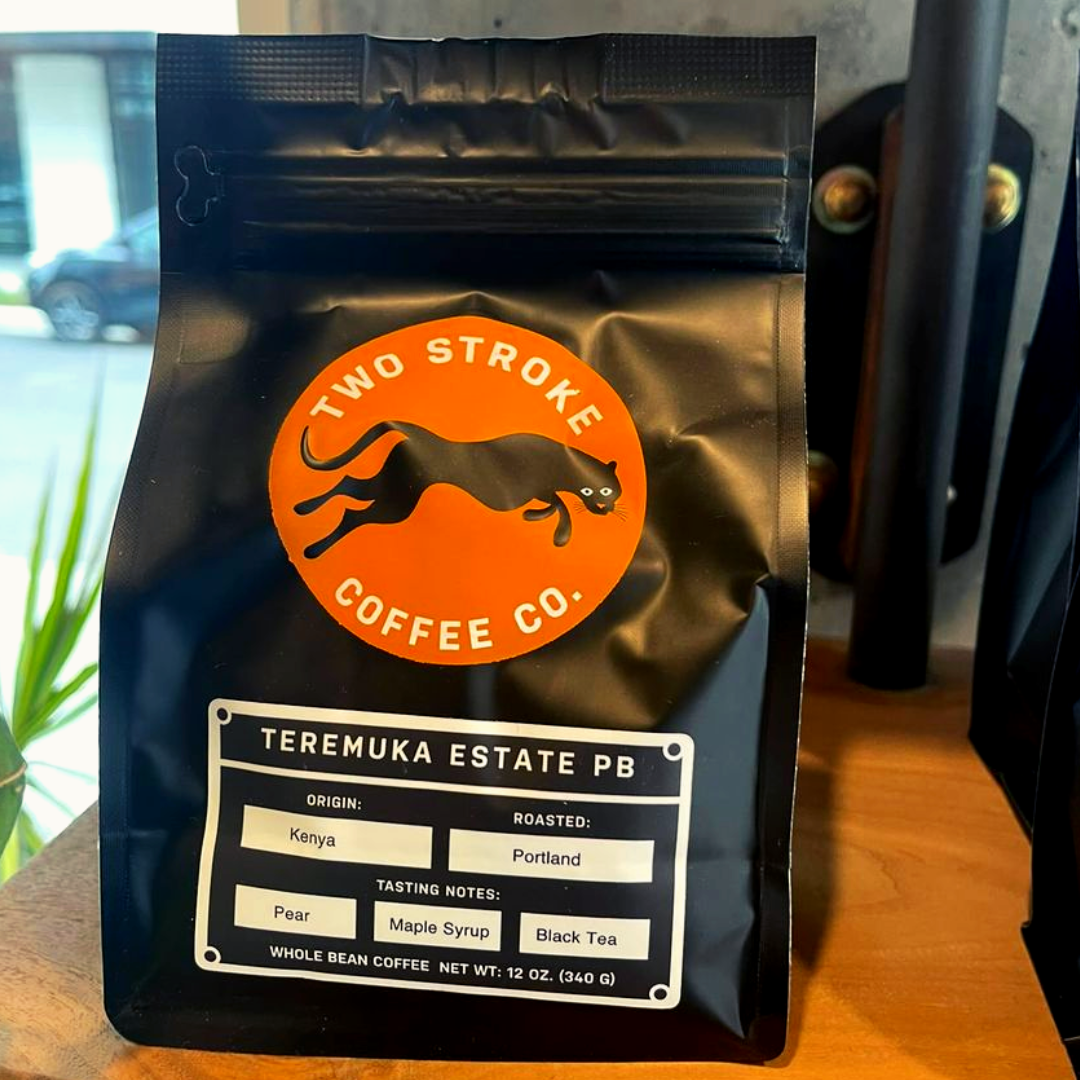 TWO STROKE
COFFEE CO.
TEREMUKA ESTATE PB
ORIGIN: ROASTED:
Kenya Portland
TASTING NOTES:
Pear Maple Syrup Black Tea
WHOLE BEAN COFFEE NET WT: 12 OZ. (340 G)